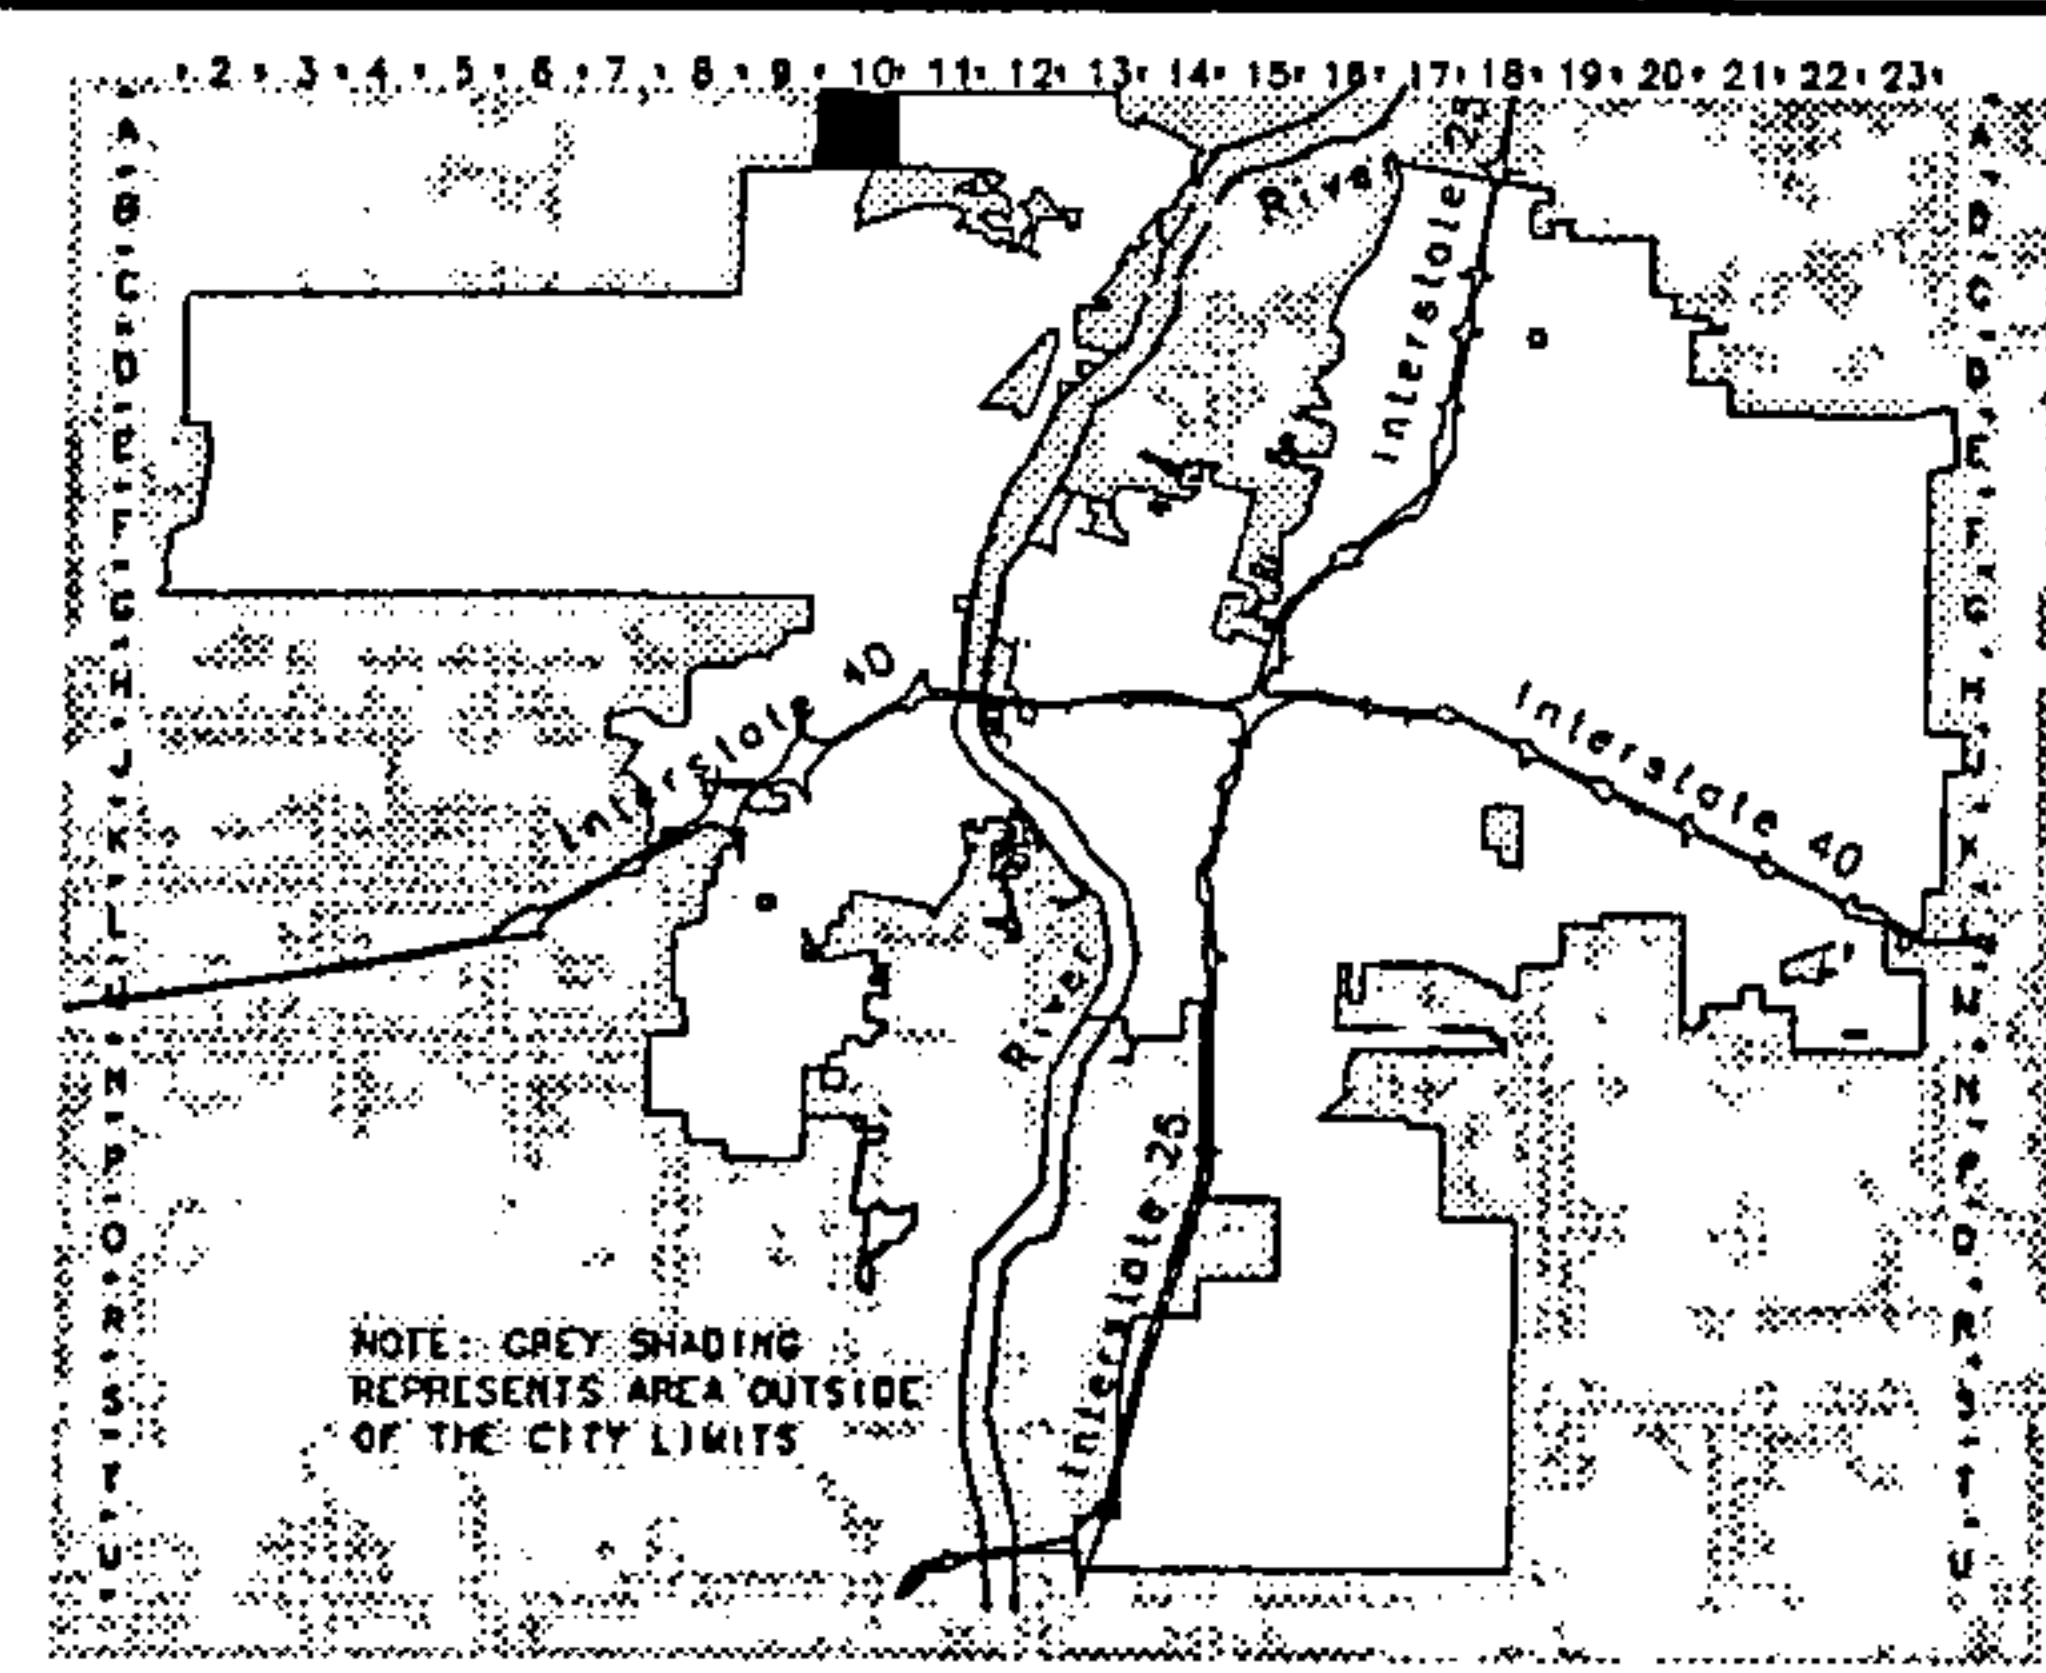 2 3 4 5 6 7 8 9 10 11 12 13 14 15 16 17 18 19 20 21 22 23
A
B
C
D
E
F
G
H
J
K
L
M
N
P
Q
R
S
T
U
River
Interstate 25
Interstate 40
Interstate 40
River
Interstate 25
NOTE: GREY SHADING
REPRESENTS AREA OUTSIDE
OF THE CITY LIMITS
A
B
C
D
E
F
G
H
J
K
L
M
N
P
Q
R
S
T
U